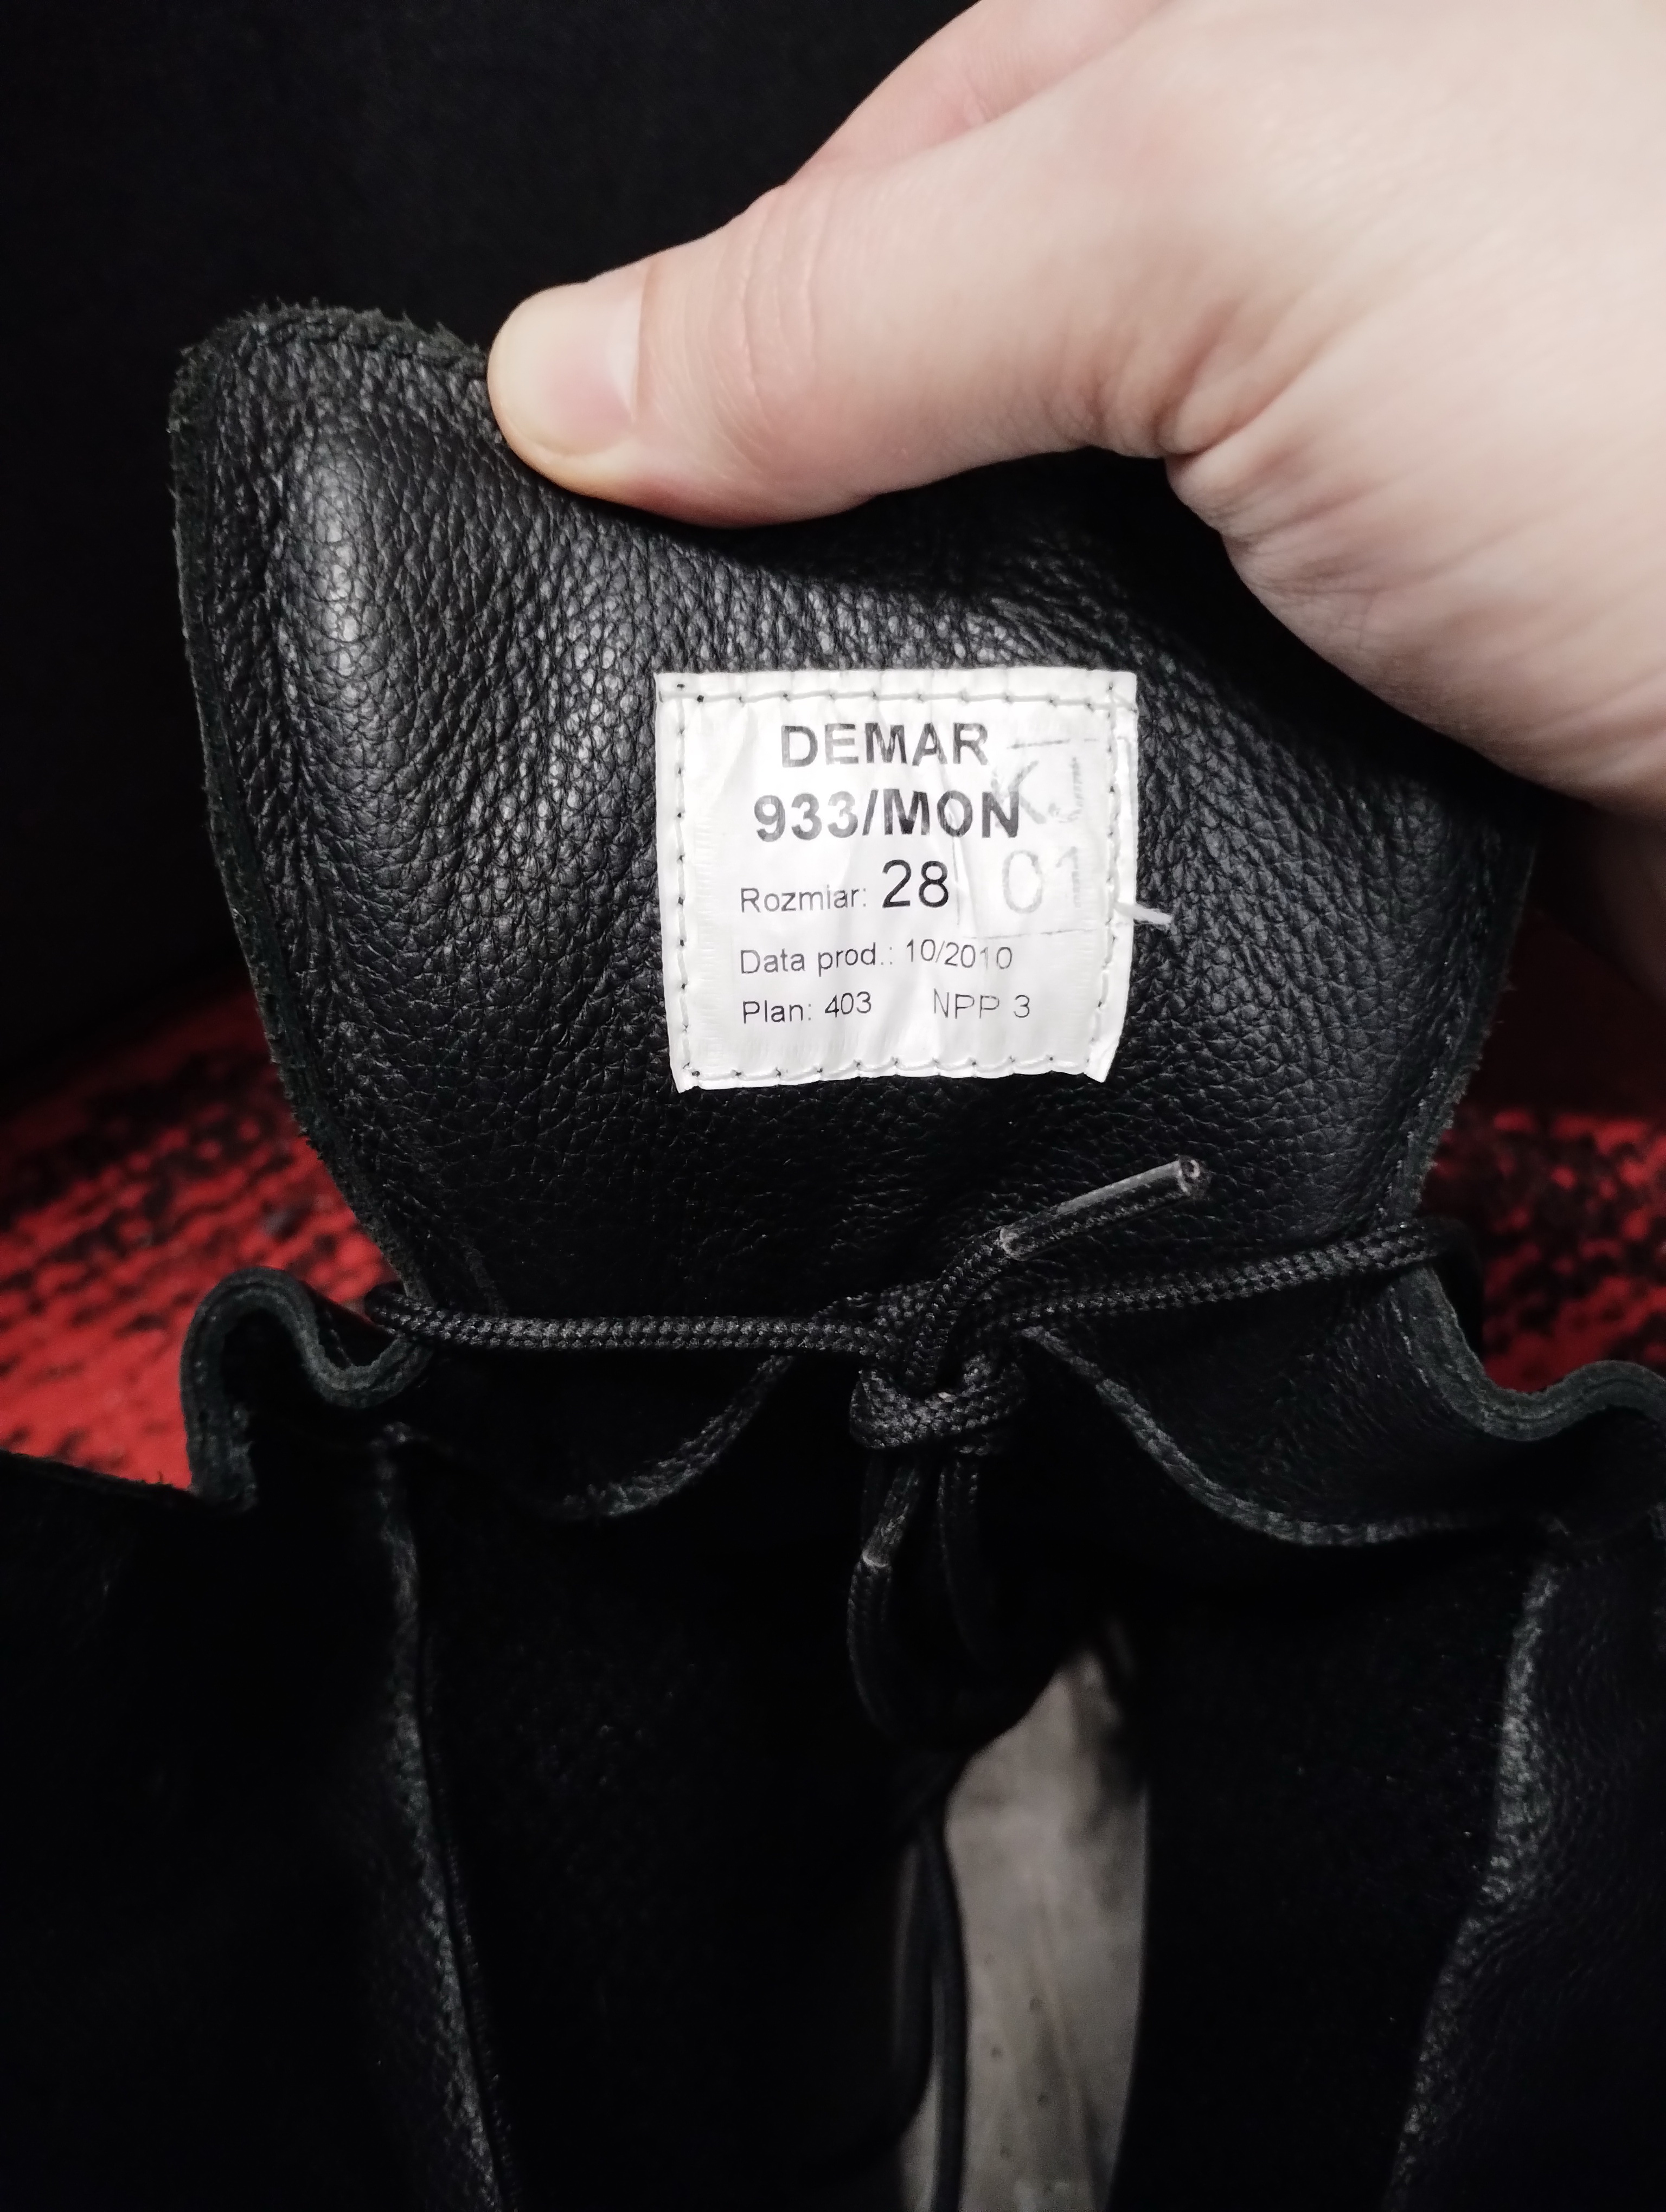 DEMAR
933/MON
Rozmiar: 28
Data prod.: 10/2010
Plan: 403 NPP 3
K.J.
01